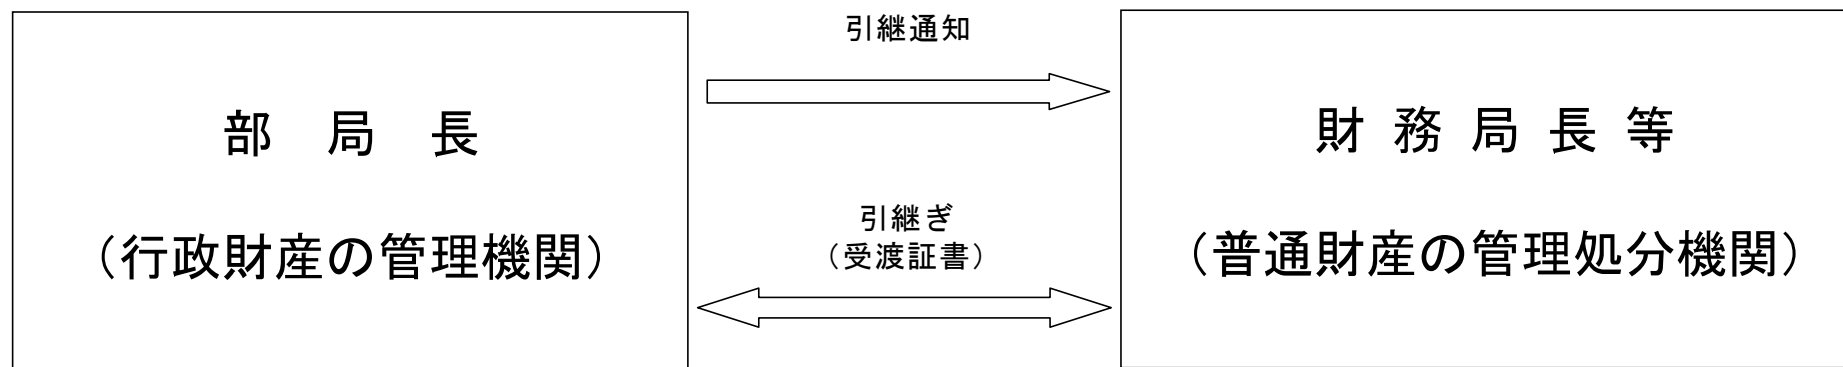 部　局　長
（行政財産の管理機関）
引継通知
引継ぎ
（受渡証書）
財 務 局 長 等
（普通財産の管理処分機関）